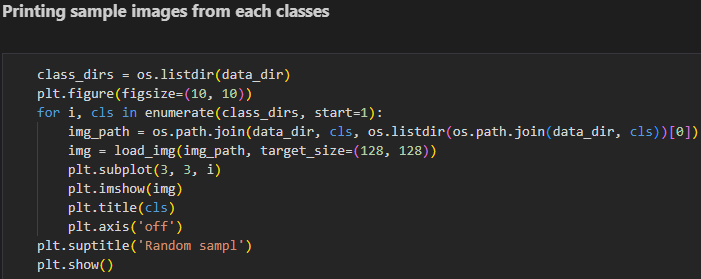 Printing sample images from each classes
class_dirs = os.listdir(data_dir)
plt.figure(figsize=(10, 10))
for i, cls in enumerate(class_dirs, start=1):
    img_path = os.path.join(data_dir, cls, os.listdir(os.path.join(data_dir, cls))[0])
    img = load_img(img_path, target_size=(128, 128))
    plt.subplot(3, 3, i)
    plt.imshow(img)
    plt.title(cls)
    plt.axis('off')
plt.suptitle('Random sampl')
plt.show()